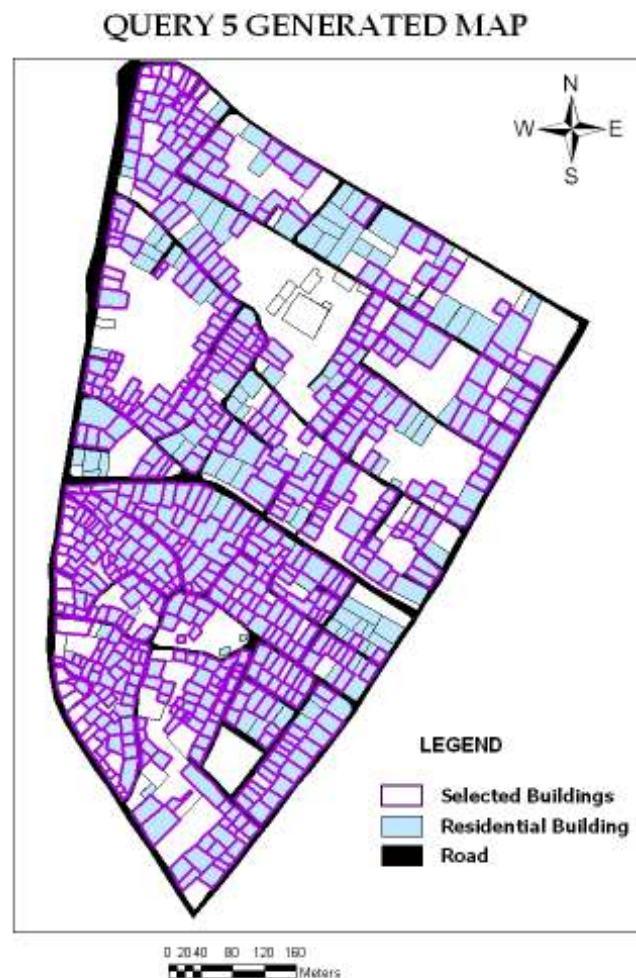 QUERY 5 GENERATED MAP
N
W E
S
LEGEND
Selected Buildings
Residential Building
Road
0 20 40 80 120 160
Meters